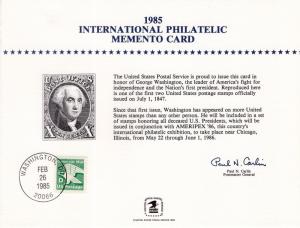 1985
INTERNATIONAL PHILATELIC
MEMENTO CARD
The United States Postal Service is proud to issue this card in
honor of George Washington, the leader of America's fight for
independence and the Nation's first president. Reproduced here
is one of the first two United States postage stamps officially
issued on July 1, 1847.
Since that first issue, Washington has appeared on more United
States stamps than any other person. He will be included in a set
of stamps honoring all deceased U.S. Presidents, which will be
issued in conjunction with AMERIPEX '86, this country's
international philatelic exhibition, to take place near Chicago,
Illinois, from May 22 through June 1, 1986.
X X
WASHINGTON
FEB
26
1985
20066
D
Paul N. Carlin
Paul N. Carlin
Postmaster General